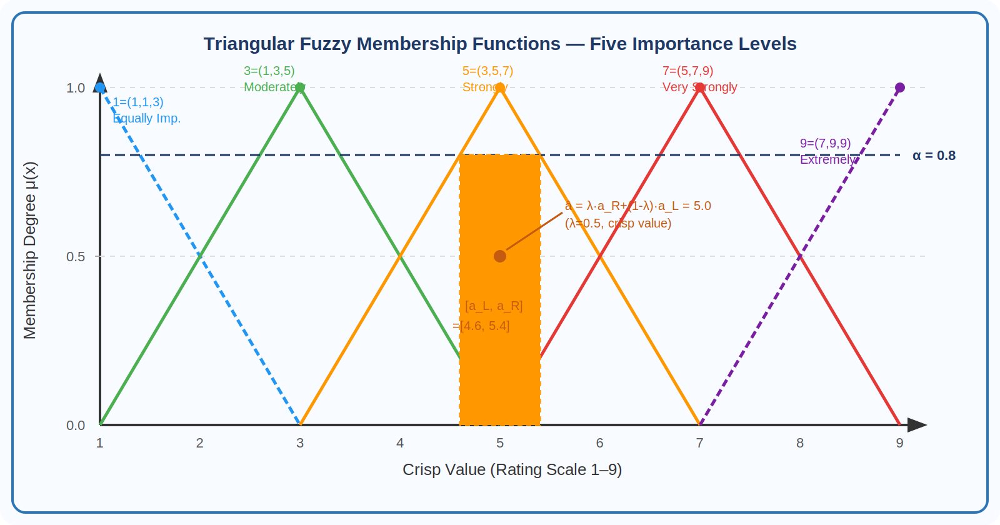 Triangular Fuzzy Membership Functions — Five Importance Levels
3=(1,3,5)
Moderately
5=(3,5,7)
Strongly
7=(5,7,9)
Very Strongly
1.0
1=(1,1,3)
Equally Imp.
9=(7,9,9)
Extremely
α = 0.8
â = λ·a_R+(1-λ)·a_L = 5.0
(λ=0.5, crisp value)
0.5
[a_L, a_R]
=[4.6, 5.4]
0.0
Membership Degree μ(x)
1 2 3 4 5 6 7 8 9
Crisp Value (Rating Scale 1–9)